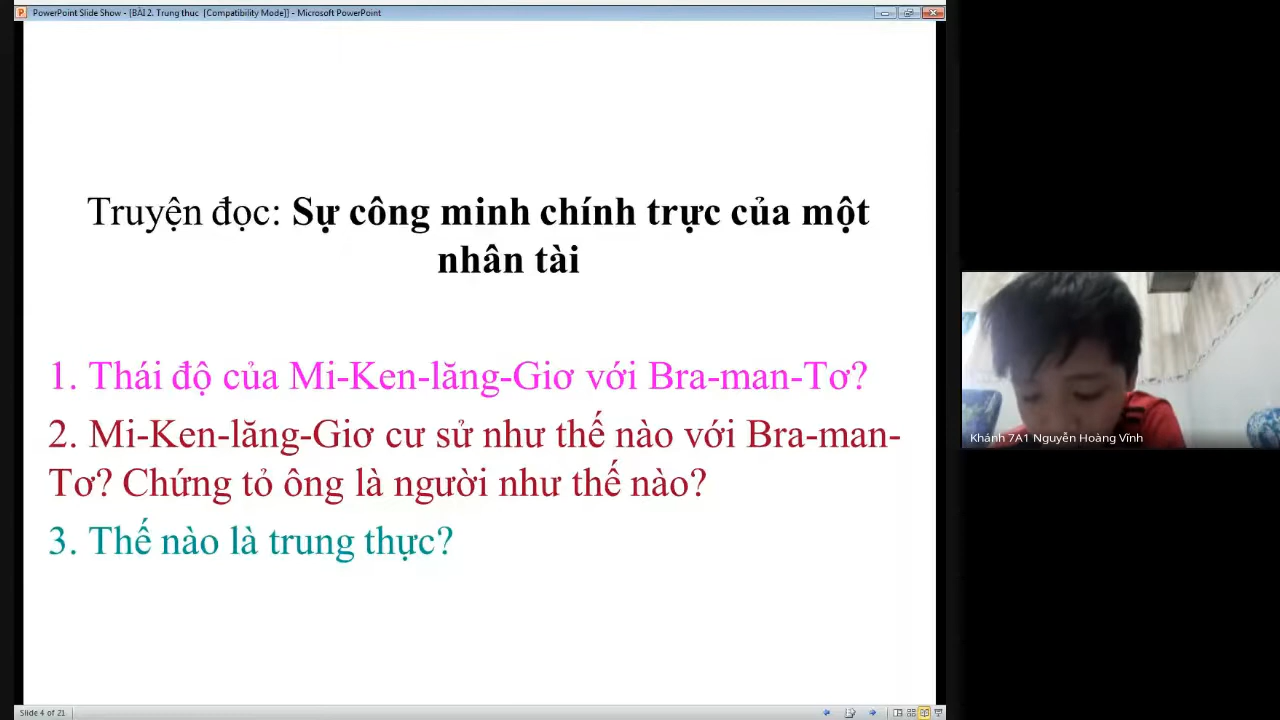 PowerPoint Slide Show - [BÀI 2. Trung thuc [Compatibility Mode]] - Microsoft PowerPoint
Truyện đọc: Sự công minh chính trực của một
nhân tài
1. Thái độ của Mi-Ken-lăng-Giơ với Bra-man-Tơ?
2. Mi-Ken-lăng-Giơ cư sử như thế nào với Bra-man-
Tơ? Chứng tỏ ông là người như thế nào?
3. Thế nào là trung thực?
Khánh 7A1 Nguyễn Hoàng Vĩnh
Slide 4 of 21